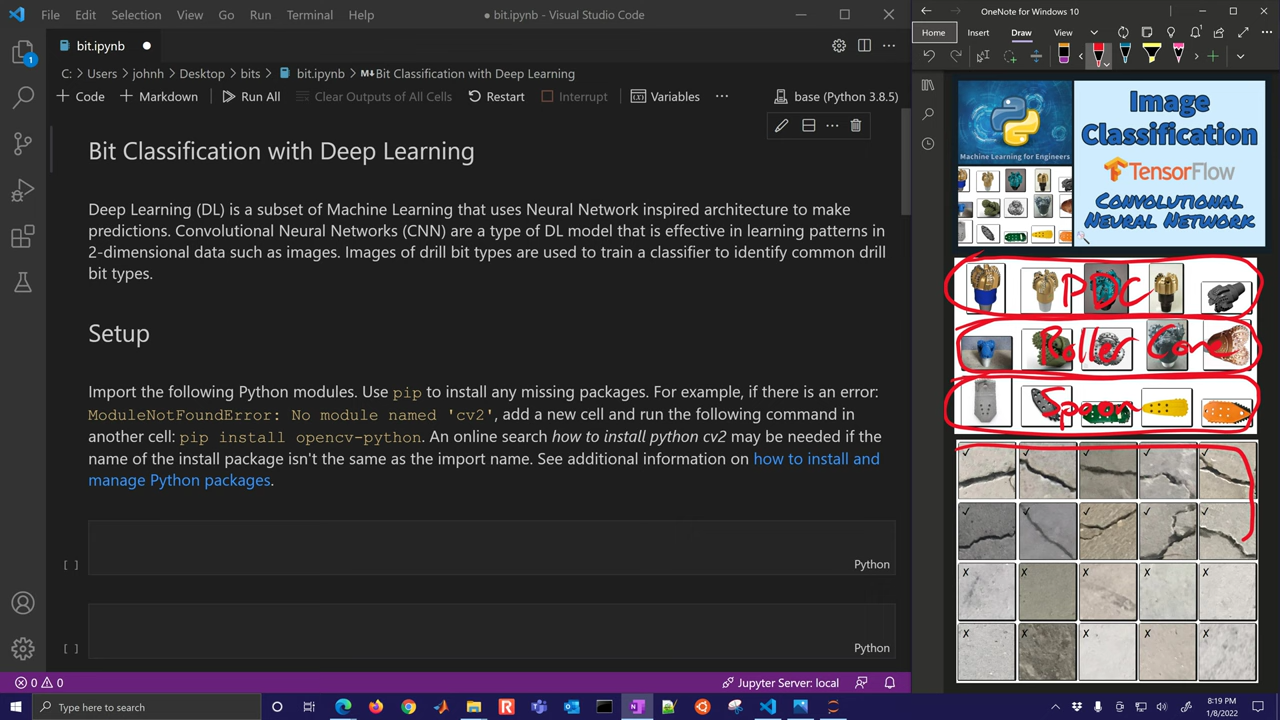 File Edit Selection View Go Run Terminal ··· ● bit.ipynb - Visual Studio Code
bit.ipynb ●
C: > Users > johnh > Desktop > bits > bit.ipynb > M↓Bit Classification with Deep Learning
+ Code + Markdown Run All Clear Outputs of All Cells Restart Interrupt Variables ··· base (Python 3.8.5)
Bit Classification with Deep Learning
Deep Learning (DL) is a subset of Machine Learning that uses Neural Network inspired architecture to make
predictions. Convolutional Neural Networks (CNN) are a type of DL model that is effective in learning patterns in
2-dimensional data such as images. Images of drill bit types are used to train a classifier to identify common drill
bit types.
Setup
Import the following Python modules. Use pip to install any missing packages. For example, if there is an error:
ModuleNotFoundError: No module named 'cv2', add a new cell and run the following command in
another cell: pip install opencv-python. An online search how to install python cv2 may be needed if the
name of the install package isn't the same as the import name. See additional information on how to install and
manage Python packages.
[ ] Python
[ ] Python
1
0 0 Jupyter Server: local
OneNote for Windows 10
Home Insert Draw View
Machine Learning for Engineers
Image
Classification
TensorFlow
Convolutional
Neural Network
PDC
Roller Cone
Spoon
✓ ✓ ✓ ✓ ✓
✓ ✓ ✓ ✓ ✓
X X X X X
X X X X X
Type here to search
8:19 PM
1/8/2022